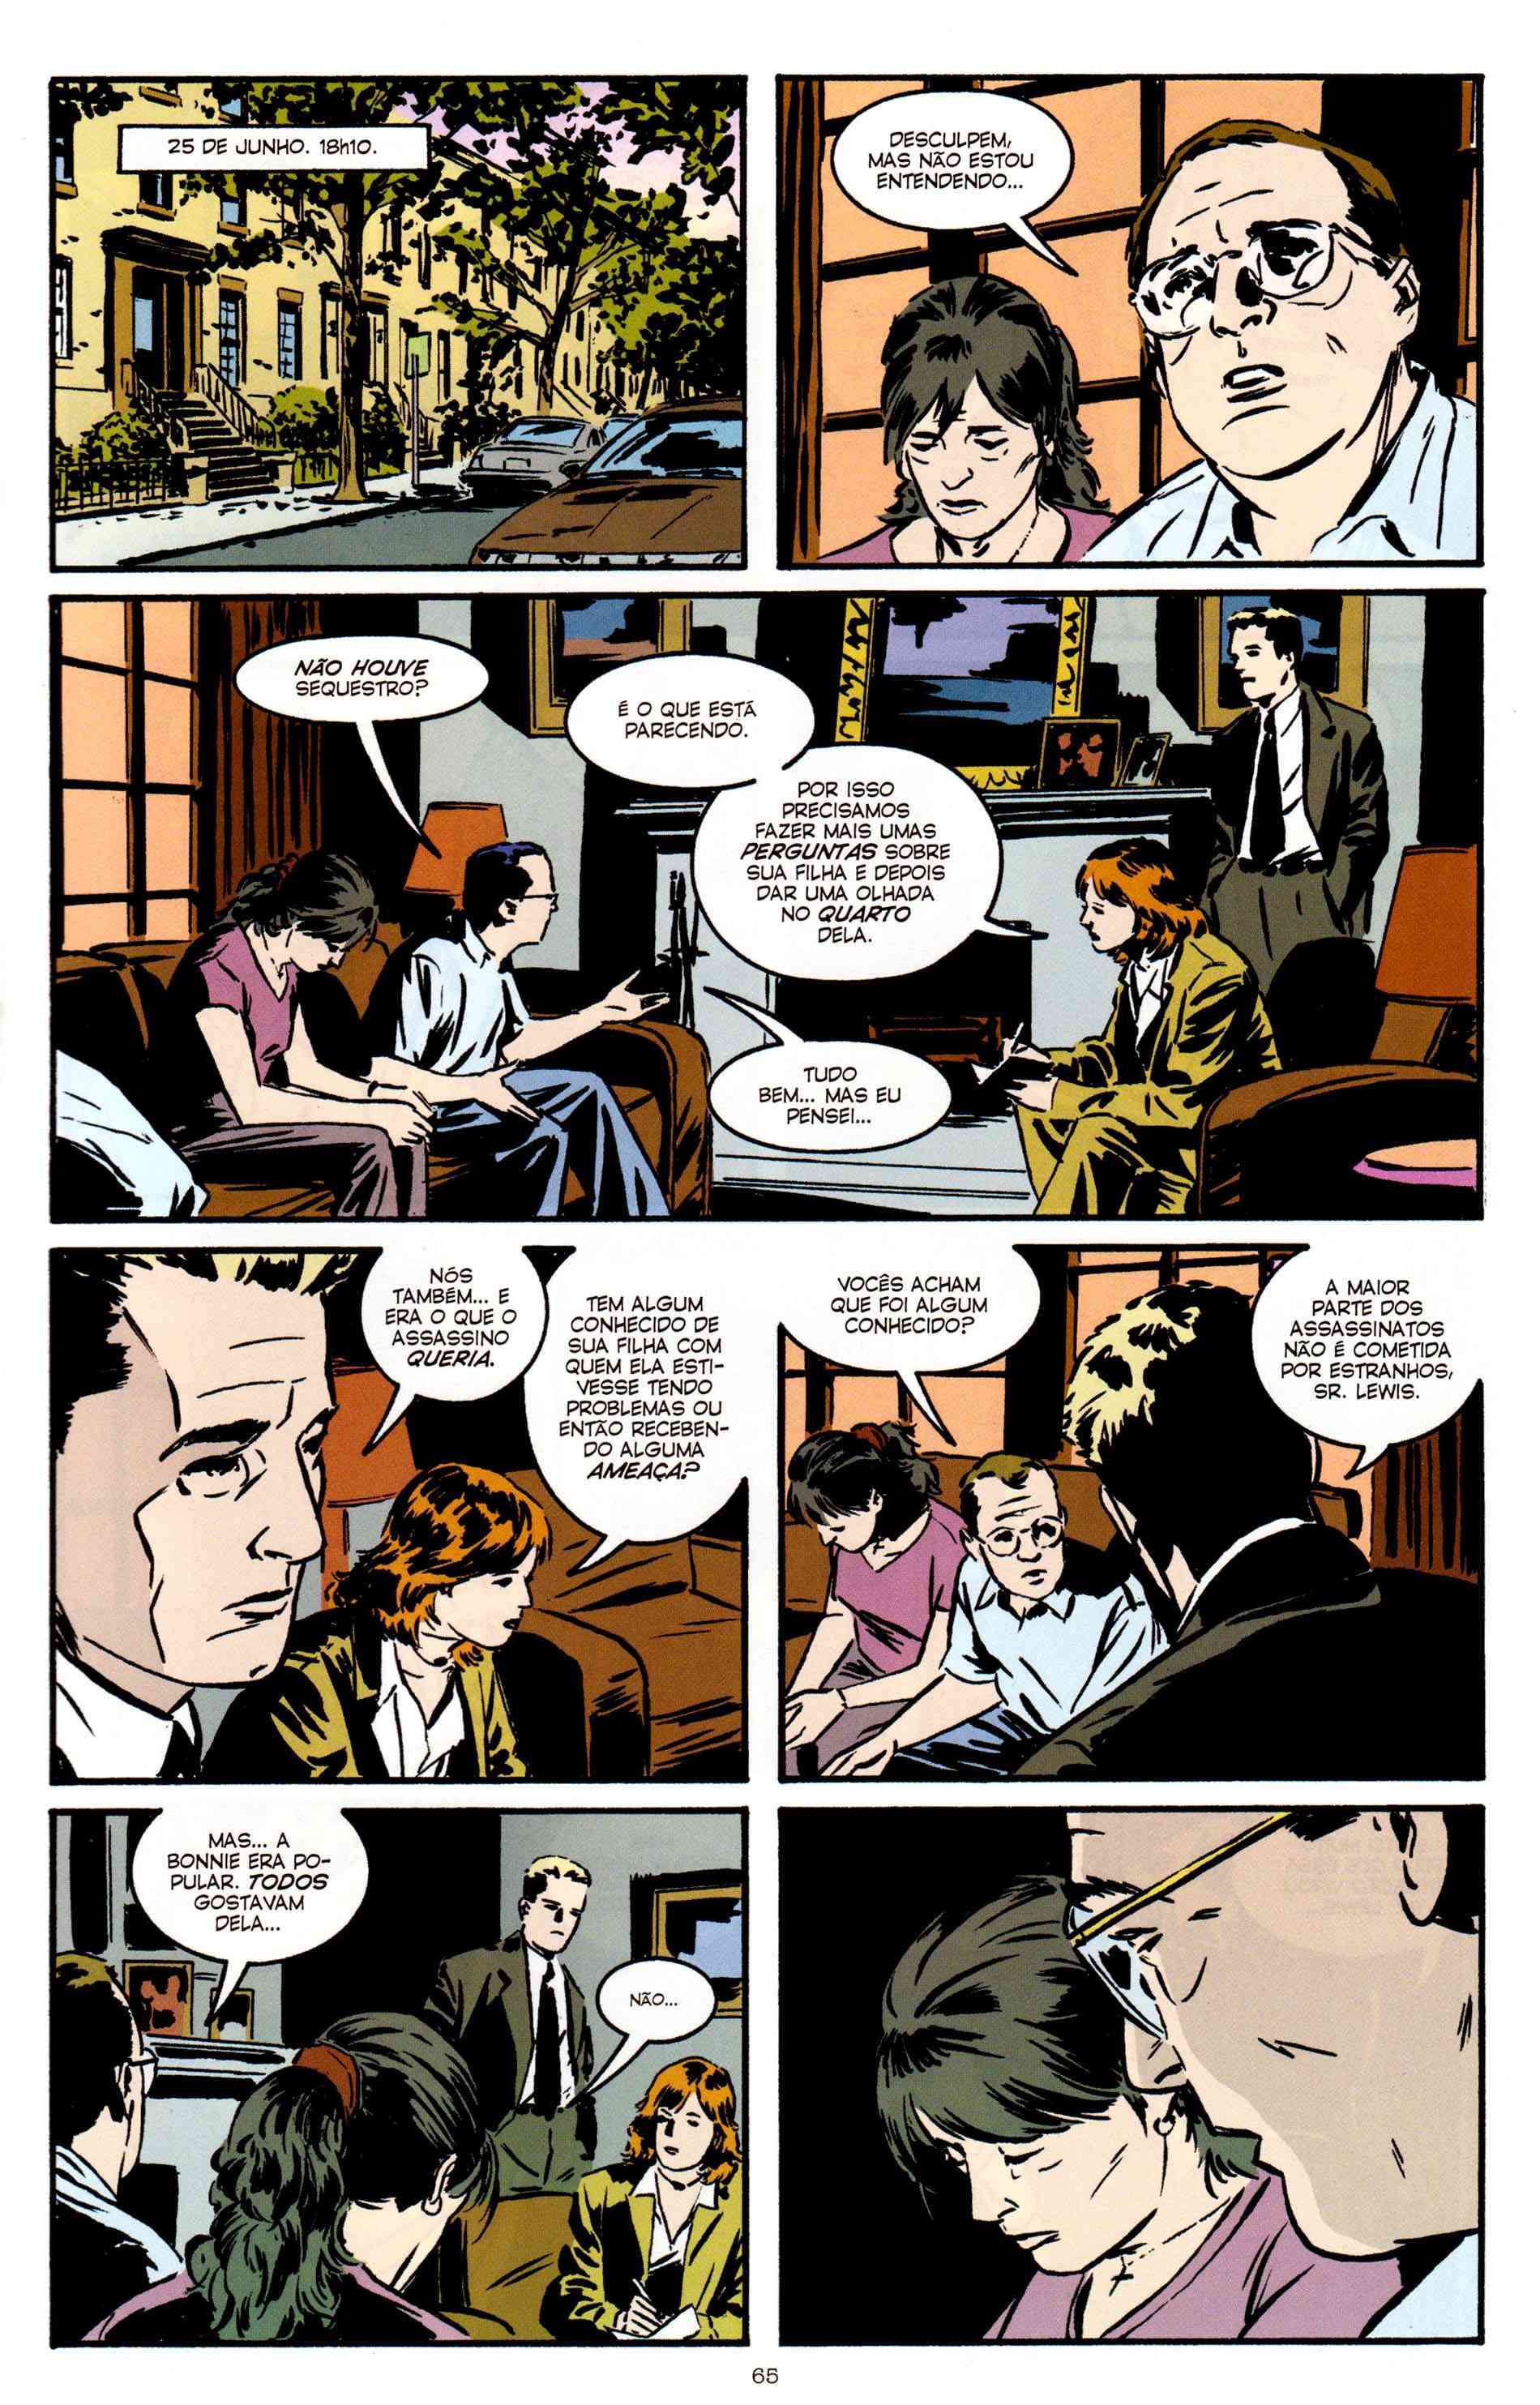 25 DE JUNHO. 18h10.
DESCULPEM,
MAS NÃO ESTOU
ENTENDENDO...
NÃO HOUVE
SEQUESTRO?
É O QUE ESTÁ
PARECENDO.
POR ISSO
PRECISAMOS
FAZER MAIS UMAS
PERGUNTAS SOBRE
SUA FILHA E DEPOIS
DAR UMA OLHADA
NO QUARTO
DELA.
TUDO
BEM... MAS EU
PENSEI...
NÓS
TAMBÉM... E
ERA O QUE O
ASSASSINO
QUERIA.
TEM ALGUM
CONHECIDO DE
SUA FILHA COM
QUEM ELA ESTI-
VESSE TENDO
PROBLEMAS OU
ENTÃO RECEBEN-
DO ALGUMA
AMEAÇA?
VOCÊS ACHAM
QUE FOI ALGUM
CONHECIDO?
A MAIOR
PARTE DOS
ASSASSINATOS
NÃO É COMETIDA
POR ESTRANHOS,
SR. LEWIS.
MAS... A
BONNIE ERA PO-
PULAR. TODOS
GOSTAVAM
DELA...
NÃO...
65